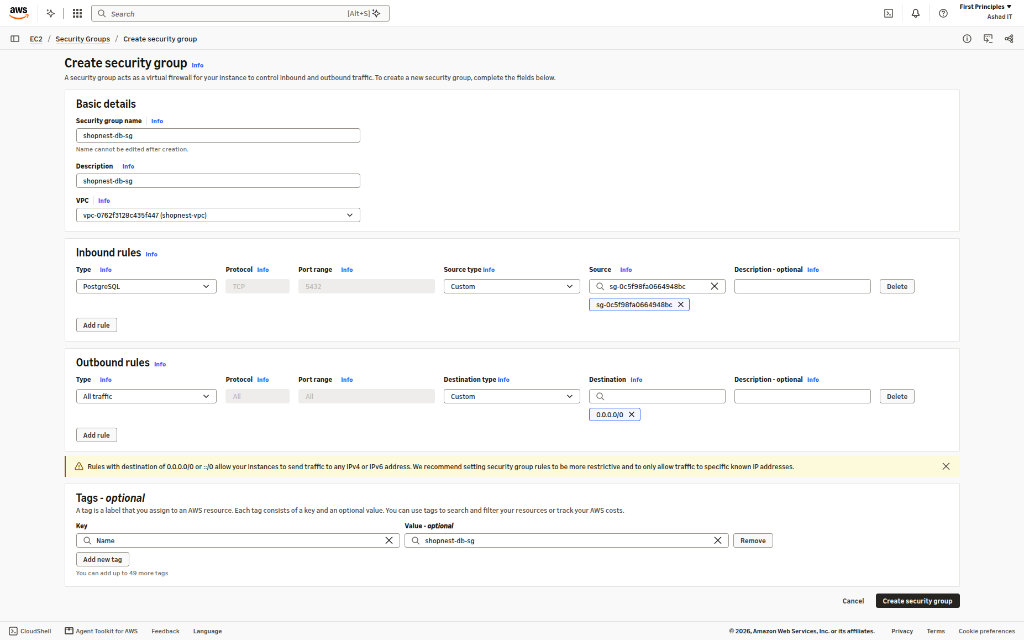 aws Search [Alt+S] First Principles ▼
Ashad IT
EC2 / Security Groups / Create security group
Create security group Info
A security group acts as a virtual firewall for your instance to control inbound and outbound traffic. To create a new security group, complete the fields below.
Basic details
Security group name Info
shopnest-db-sg
Name cannot be edited after creation.
Description Info
shopnest-db-sg
VPC Info
vpc-0762f3128c435f447 (shopnest-vpc)
Inbound rules Info
Type Info Protocol Info Port range Info Source type Info Source Info Description - optional Info
PostgreSQL TCP 5432 Custom sg-0c5f98fa0664948bc Delete
sg-0c5f98fa0664948bc
Add rule
Outbound rules Info
Type Info Protocol Info Port range Info Destination type Info Destination Info Description - optional Info
All traffic All All Custom Delete
0.0.0.0/0
Add rule
Rules with destination of 0.0.0.0/0 or ::/0 allow your instances to send traffic to any IPv4 or IPv6 address. We recommend setting security group rules to be more restrictive and to only allow traffic to specific known IP addresses.
Tags - optional
A tag is a label that you assign to an AWS resource. Each tag consists of a key and an optional value. You can use tags to search and filter your resources or track your AWS costs.
Key Value - optional
Name shopnest-db-sg Remove
Add new tag
You can add up to 49 more tags
Cancel Create security group
CloudShell Agent Toolkit for AWS Feedback Language © 2026, Amazon Web Services, Inc. or its affiliates. Privacy Terms Cookie preferences